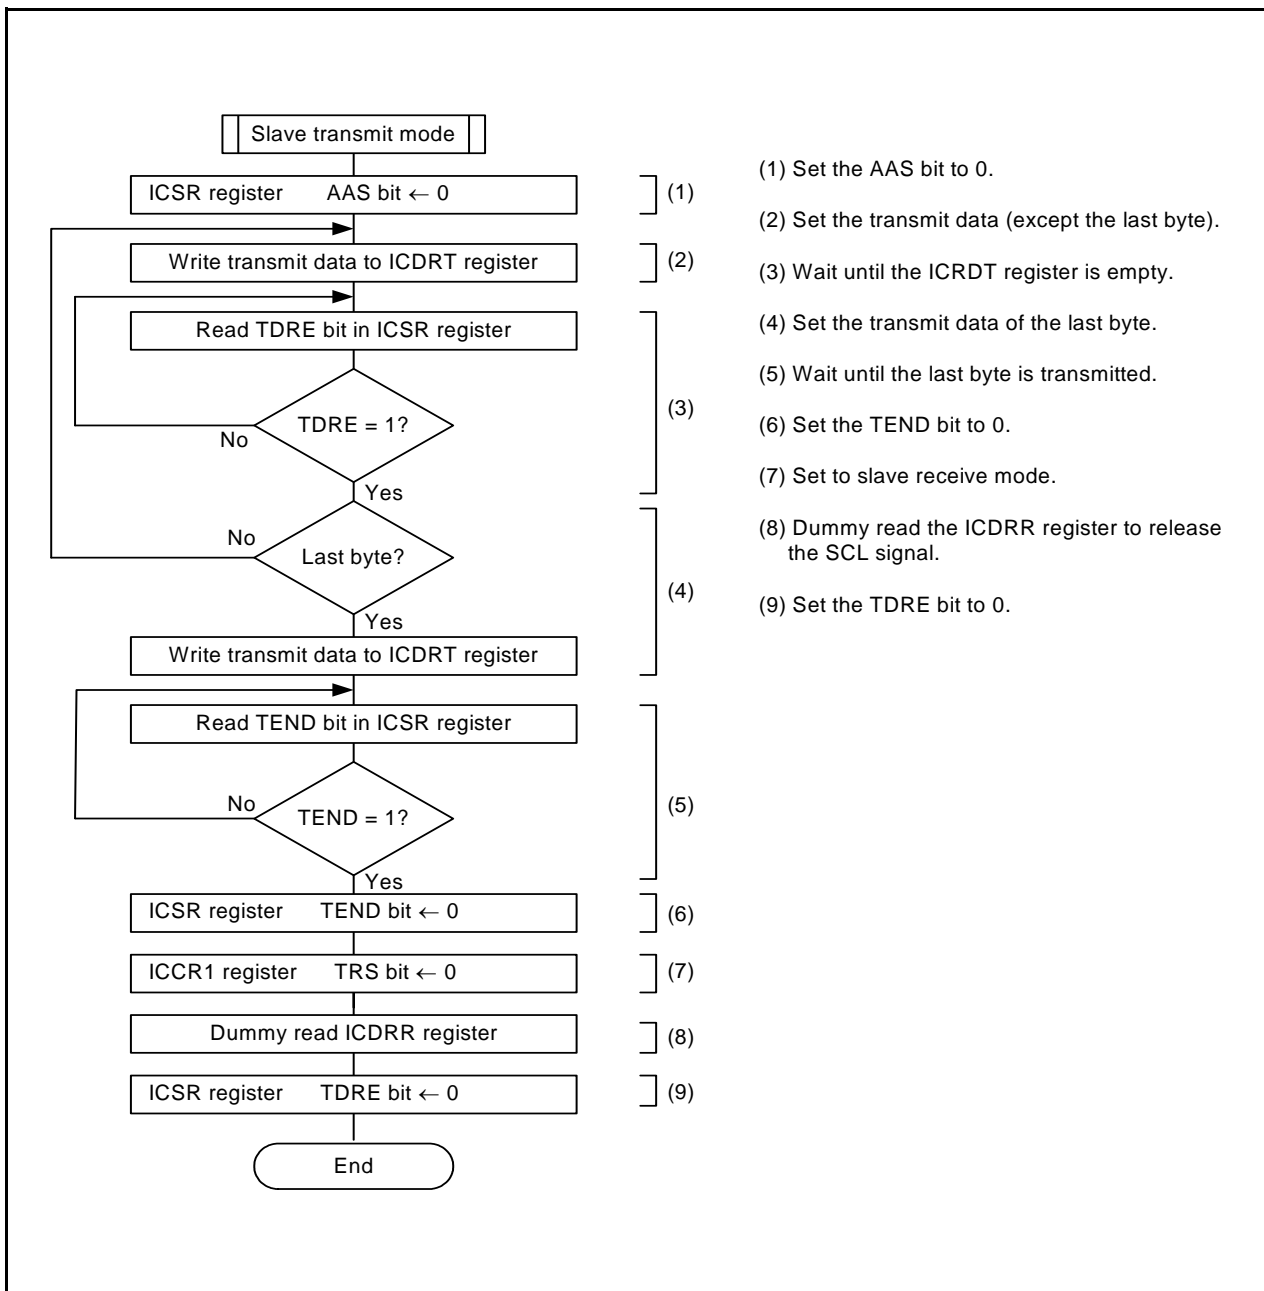 Slave transmit mode
ICSR register AAS bit ← 0
(1)
Write transmit data to ICDRT register
(2)
Read TDRE bit in ICSR register
TDRE = 1?
No
Yes
(3)
Last byte?
No
Yes
Write transmit data to ICDRT register
(4)
Read TEND bit in ICSR register
TEND = 1?
No
Yes
(5)
ICSR register TEND bit ← 0
(6)
ICCR1 register TRS bit ← 0
(7)
Dummy read ICDRR register
(8)
ICSR register TDRE bit ← 0
(9)
End
(1) Set the AAS bit to 0.
(2) Set the transmit data (except the last byte).
(3) Wait until the ICRDT register is empty.
(4) Set the transmit data of the last byte.
(5) Wait until the last byte is transmitted.
(6) Set the TEND bit to 0.
(7) Set to slave receive mode.
(8) Dummy read the ICDRR register to release
the SCL signal.
(9) Set the TDRE bit to 0.